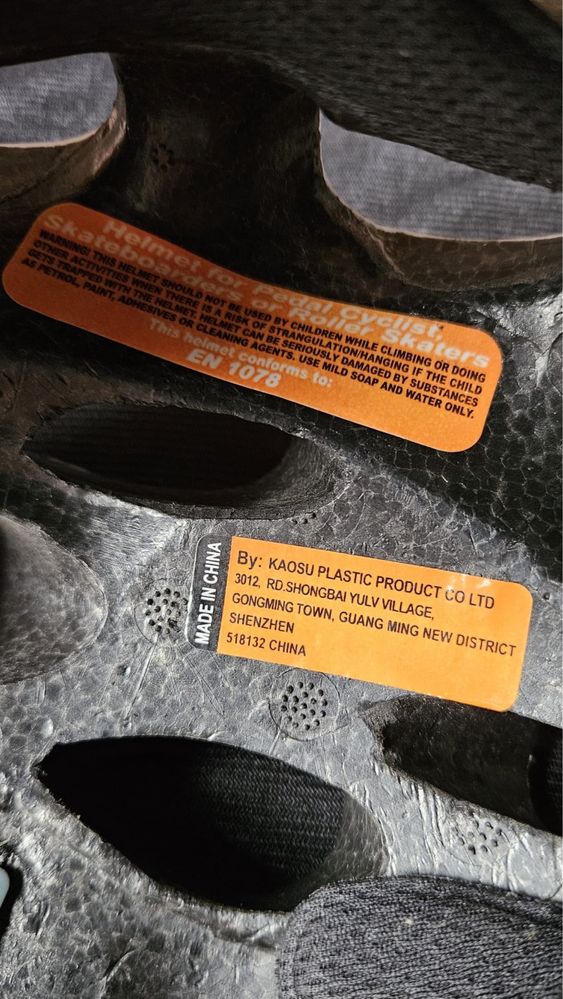 Helmet for Pedal Cyclist
Skateboarders or Roller Skaters
WARNING! THIS HELMET SHOULD NOT BE USED BY CHILDREN WHILE CLIMBING OR DOING
OTHER ACTIVITIES WHEN THERE IS A RISK OF STRANGULATION/HANGING IF THE CHILD
GETS TRAPPED WITH THE HELMET. HELMET CAN BE SERIOUSLY DAMAGED BY SUBSTANCES
AS PETROL, PAINT, ADHESIVES OR CLEANING AGENTS. USE MILD SOAP AND WATER ONLY.
This helmet conforms to:
EN 1078
MADE IN CHINA
By: KAOSU PLASTIC PRODUCT CO LTD
3012, RD.SHONGBAI YULV VILLAGE,
GONGMING TOWN, GUANG MING NEW DISTRICT
SHENZHEN
518132 CHINA